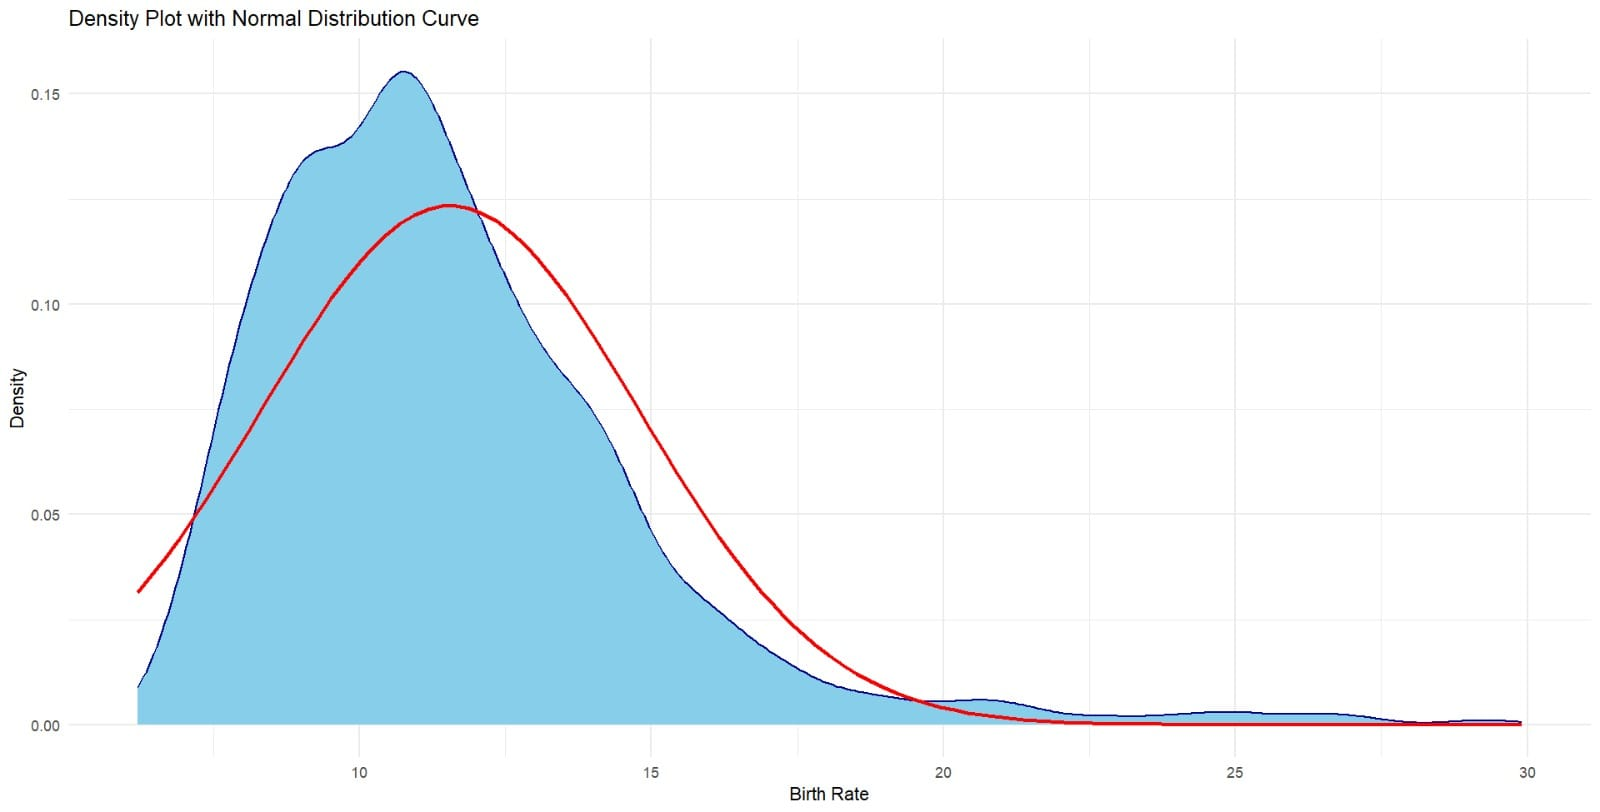 Density Plot with Normal Distribution Curve
0.15
0.10
0.05
0.00
Density
10 15 20 25 30
Birth Rate